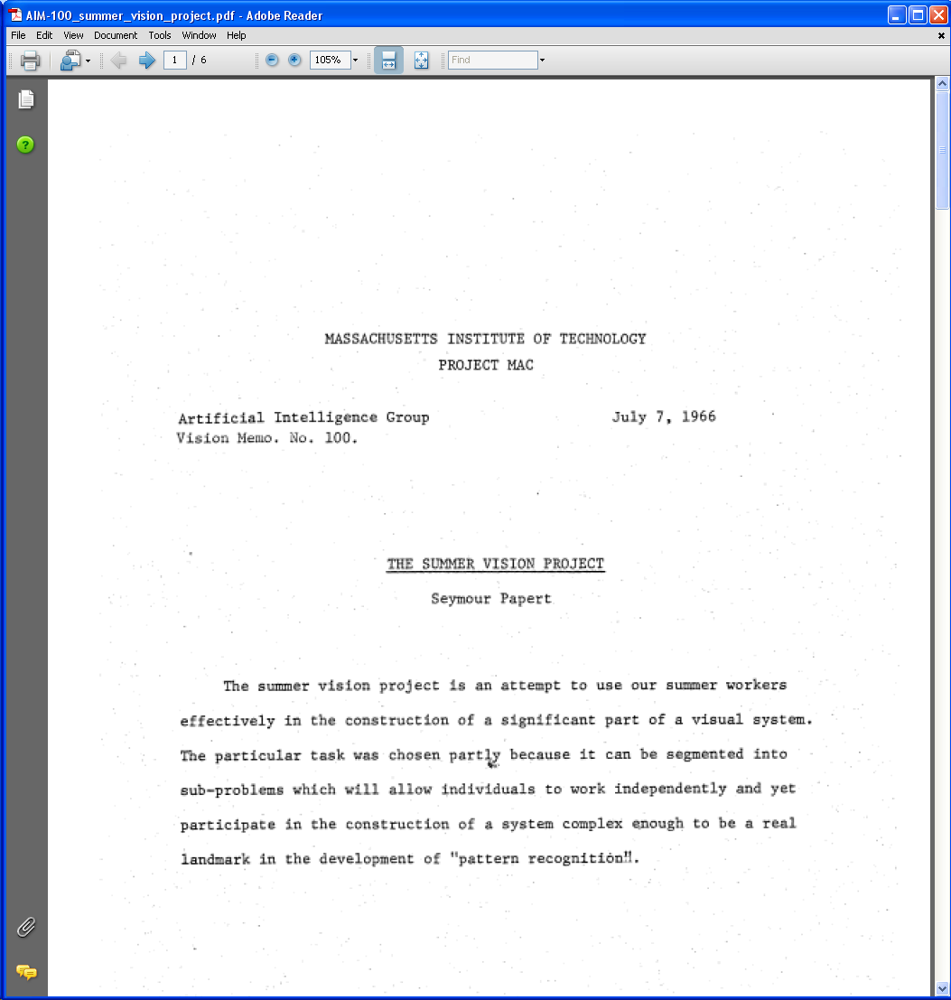 AIM-100_summer_vision_project.pdf - Adobe Reader
File Edit View Document Tools Window Help
1 / 6 105% Find
MASSACHUSETTS INSTITUTE OF TECHNOLOGY
PROJECT MAC
Artificial Intelligence Group July 7, 1966
Vision Memo. No. 100.
THE SUMMER VISION PROJECT
Seymour Papert
The summer vision project is an attempt to use our summer workers
effectively in the construction of a significant part of a visual system.
The particular task was chosen partly because it can be segmented into
sub-problems which will allow individuals to work independently and yet
participate in the construction of a system complex enough to be a real
landmark in the development of "pattern recognition".